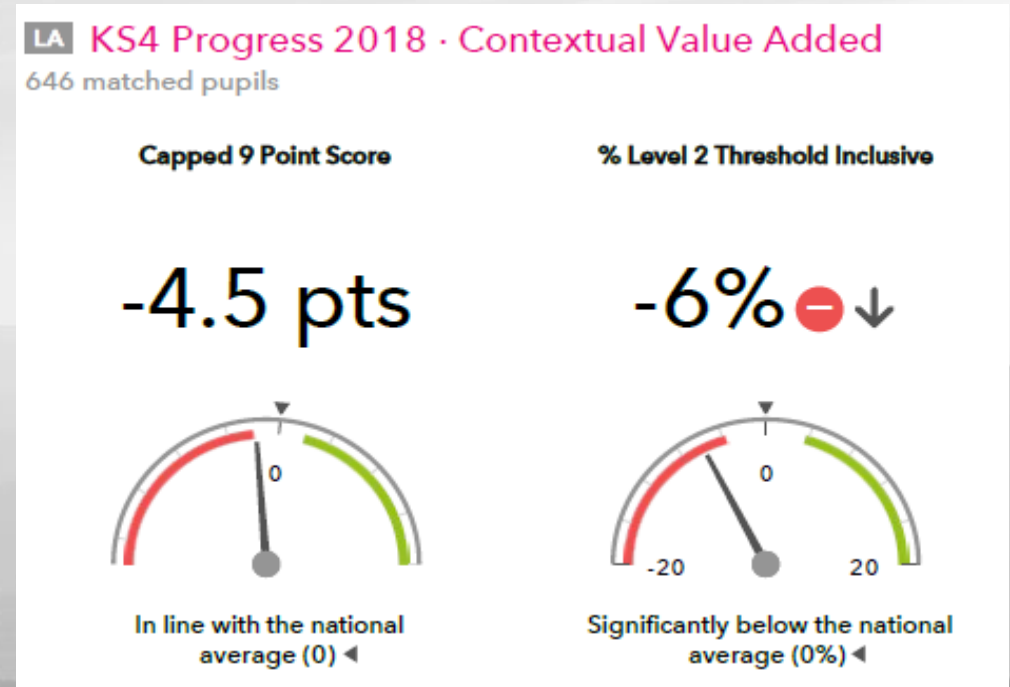 LA KS4 Progress 2018 · Contextual Value Added
646 matched pupils
Capped 9 Point Score
% Level 2 Threshold Inclusive
-4.5 pts
-6%
0
0
-20
20
In line with the national
average (0)
Significantly below the national
average (0%)